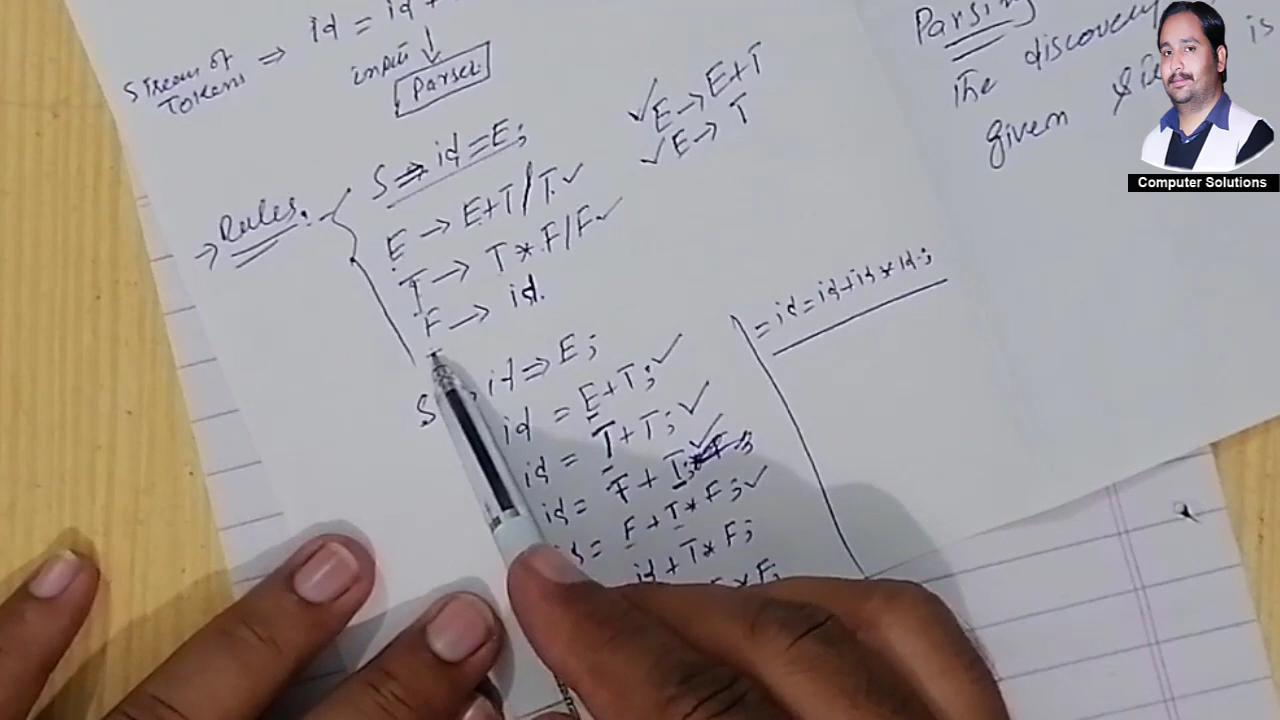 Stream of
Tokens ⇒ id = id +
input ↓
Parser
→ Rules.
S ⇒ id = E;
E → E+T/T ✓
T → T * F/F ✓
F → id.
✓ E → E+T
✓ E → T
S id ⇒ E;
id = E+T; ✓
id = T+T; ✓
id = F+T; ✓
= F+T*F; ✓
id+T*F;
*F;
= id = id+id*id;
Parsing
The discovery
given is
Computer Solutions